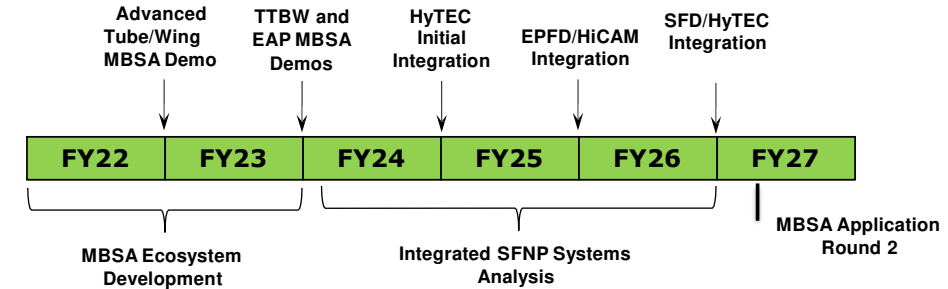 Advanced
Tube/Wing
MBSA Demo
TTBW and
EAP MBSA
Demos
HyTEC
Initial
Integration
EPFD/HiCAM
Integration
SFD/HyTEC
Integration
FY22
FY23
FY24
FY25
FY26
FY27
MBSA Ecosystem
Development
Integrated SFNP Systems
Analysis
MBSA Application
Round 2